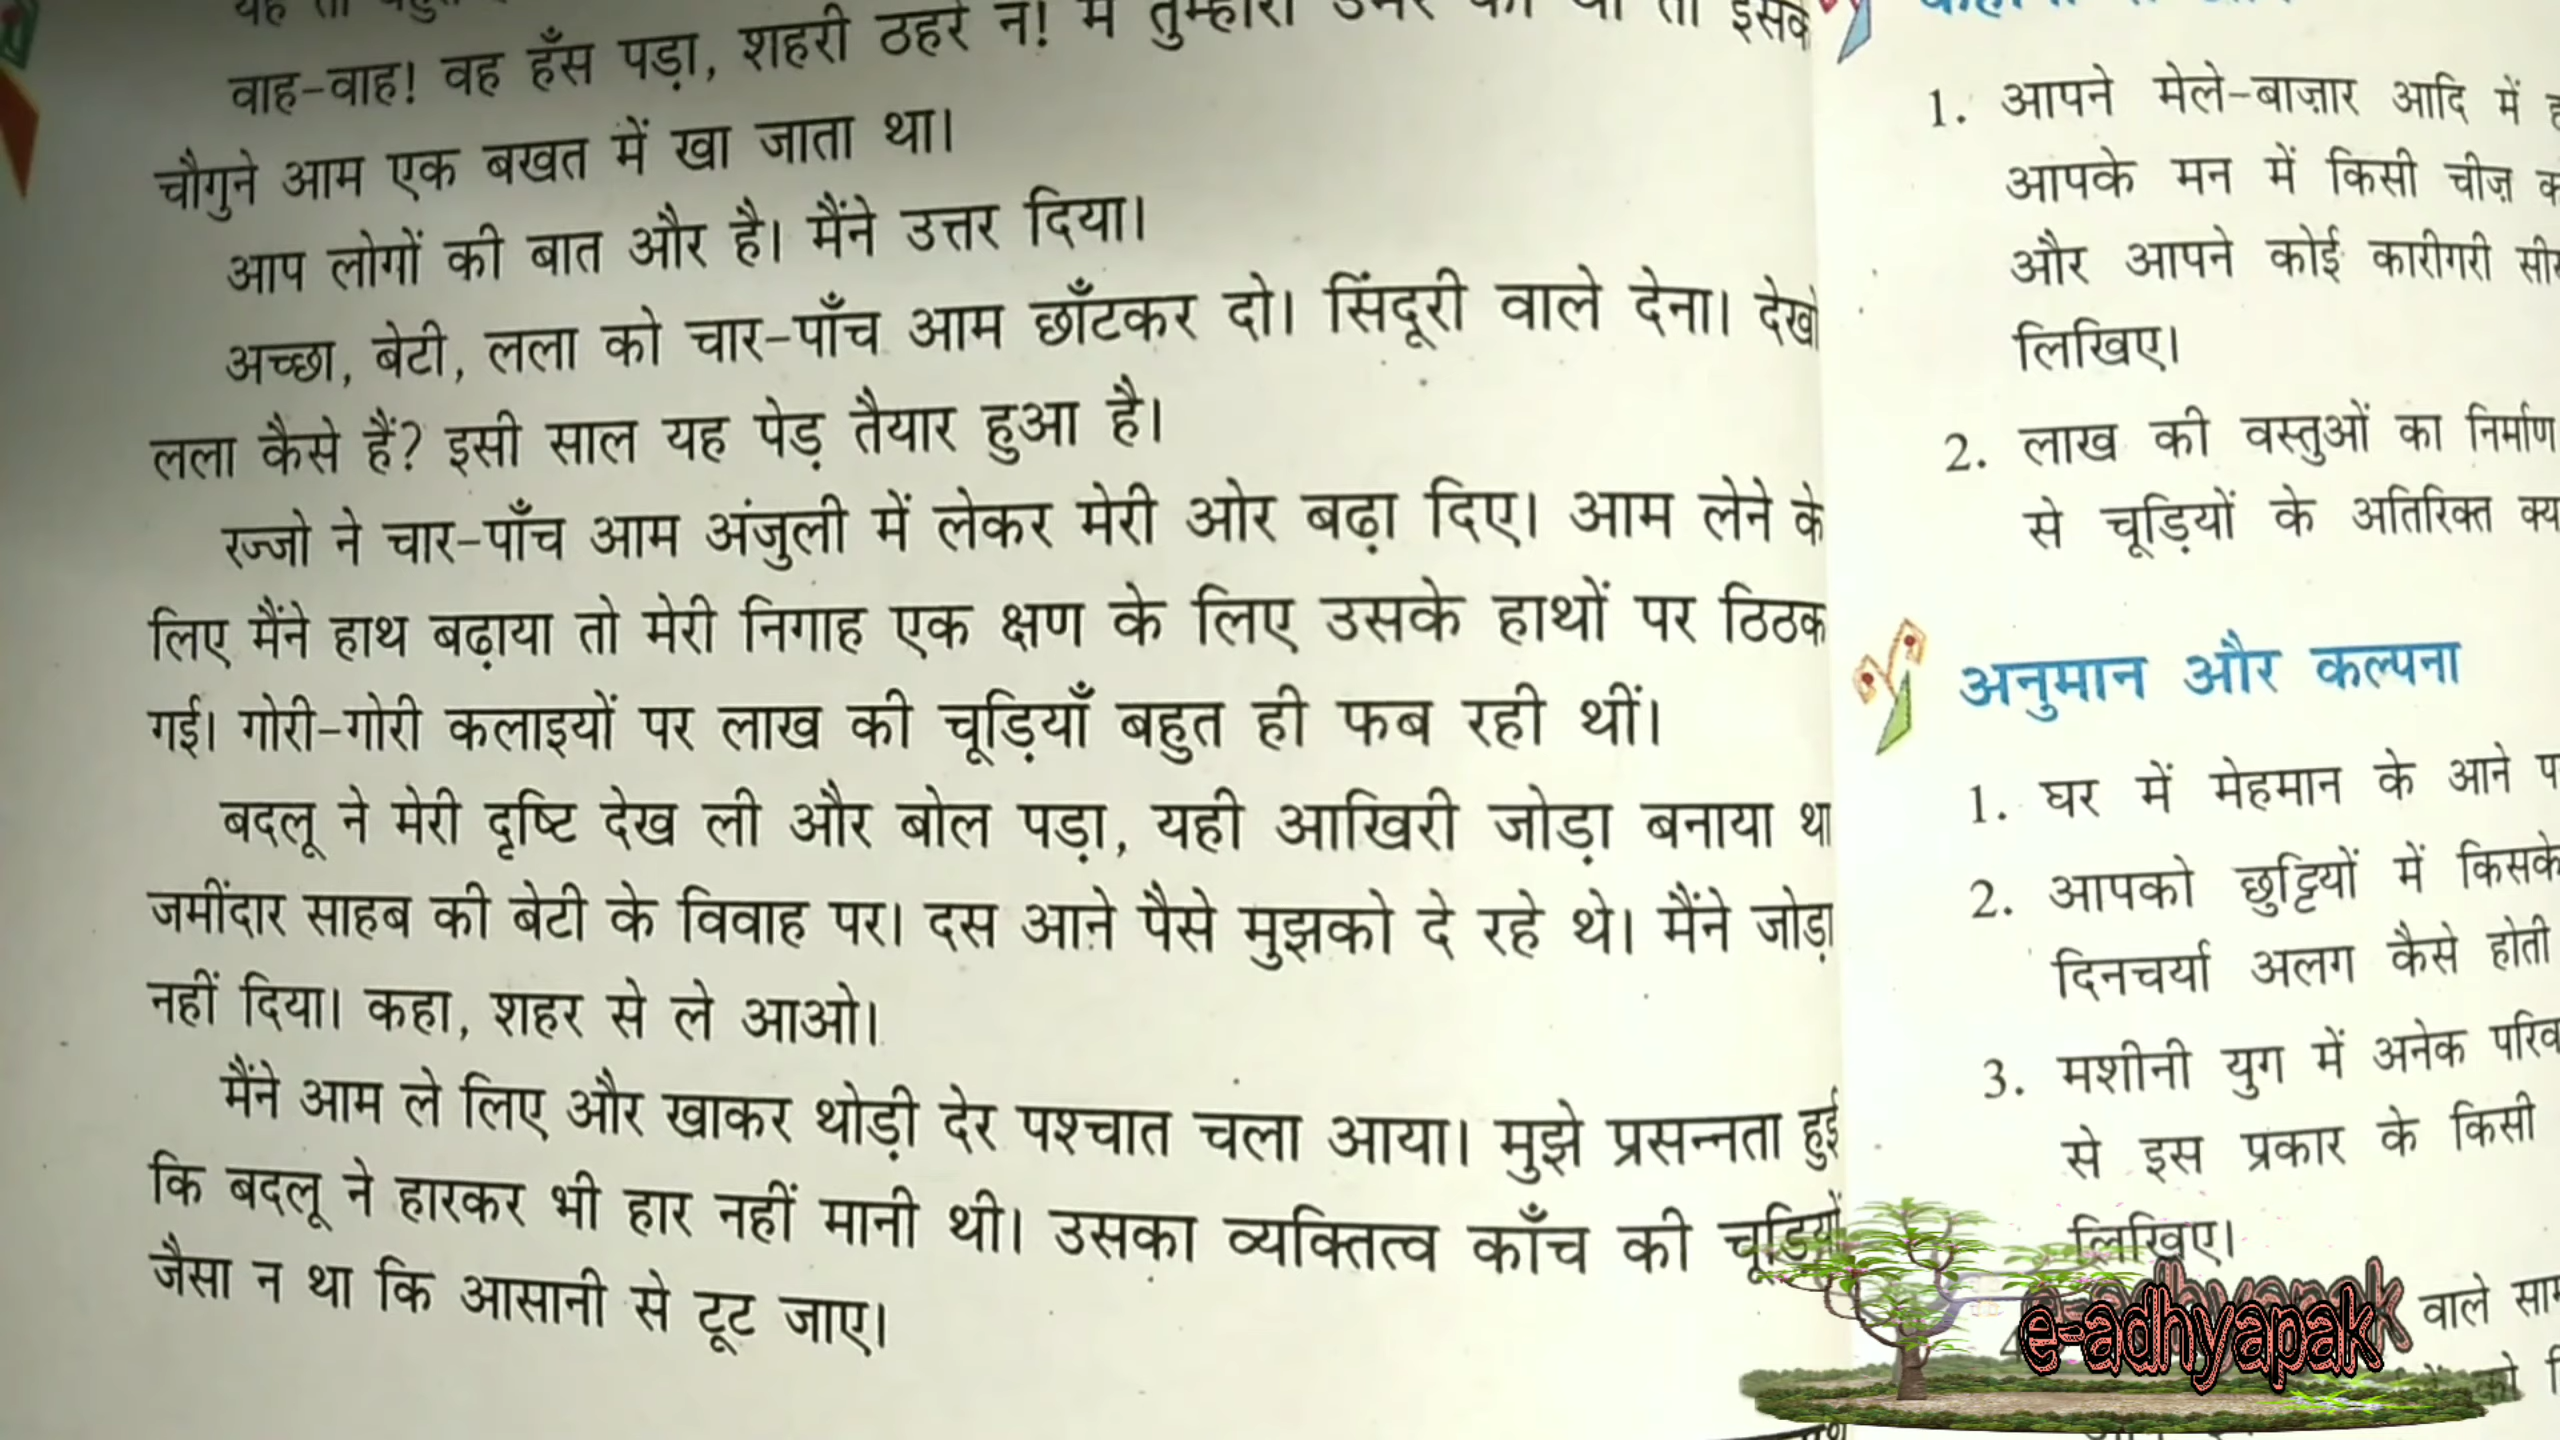 वाह-वाह! वह हँस पड़ा, शहरी ठहरे न! मैं तुम्हारी उमर का था तो इसके
चौगुने आम एक बखत में खा जाता था।
आप लोगों की बात और है। मैंने उत्तर दिया।
अच्छा, बेटी, लला को चार-पाँच आम छाँटकर दो। सिंदूरी वाले देना। देखो
लला कैसे हैं? इसी साल यह पेड़ तैयार हुआ है।
रज्जो ने चार-पाँच आम अंजुली में लेकर मेरी ओर बढ़ा दिए। आम लेने के
लिए मैंने हाथ बढ़ाया तो मेरी निगाह एक क्षण के लिए उसके हाथों पर ठिठक
गई। गोरी-गोरी कलाइयों पर लाख की चूड़ियाँ बहुत ही फब रही थीं।
बदलू ने मेरी दृष्टि देख ली और बोल पड़ा, यही आखिरी जोड़ा बनाया था
जमींदार साहब की बेटी के विवाह पर। दस आने पैसे मुझको दे रहे थे। मैंने जोड़ा
नहीं दिया। कहा, शहर से ले आओ।
मैंने आम ले लिए और खाकर थोड़ी देर पश्चात चला आया। मुझे प्रसन्नता हुई
कि बदलू ने हारकर भी हार नहीं मानी थी। उसका व्यक्तित्व काँच की चूड़ियों
जैसा न था कि आसानी से टूट जाए।
1. आपने मेले-बाज़ार आदि में
आपके मन में किसी चीज़
और आपने कोई कारीगरी
लिखिए।
2. लाख की वस्तुओं का निर्माण
से चूड़ियों के अतिरिक्त
अनुमान और कल्पना
1. घर में मेहमान के आने
2. आपको छुट्टियों में किसके
दिनचर्या अलग कैसे होती
3. मशीनी युग में अनेक
से इस प्रकार के किसी
लिखिए।
वाले
e-adhyapak